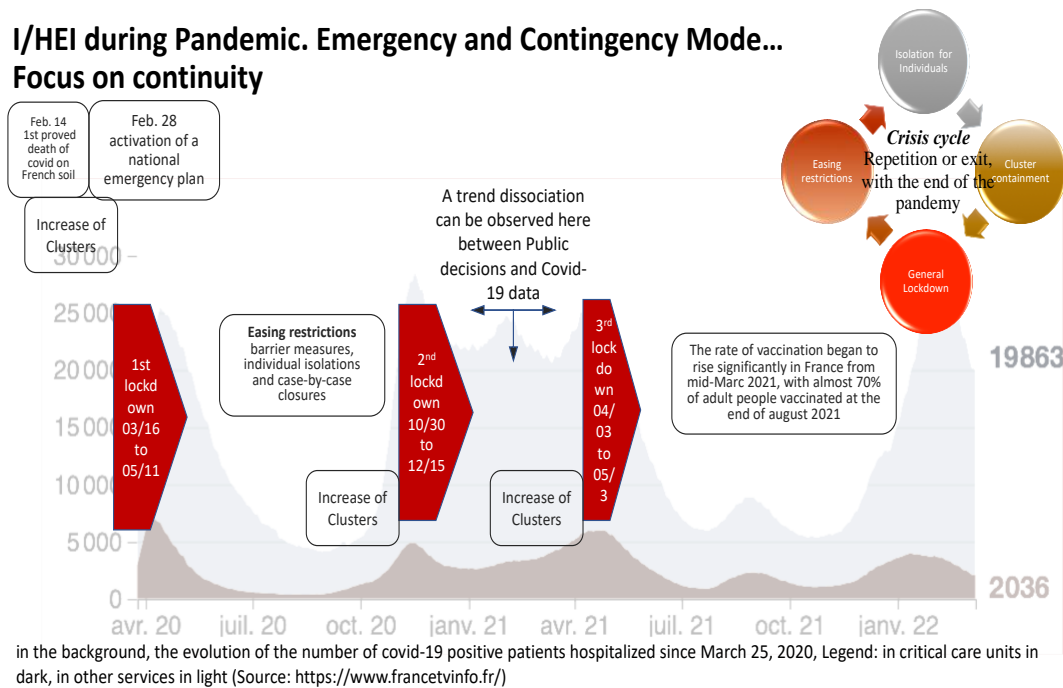 I/HEI during Pandemic. Emergency and Contingency Mode…
Focus on continuity
Feb. 14
1st proved
death of
covid on
French soil
Feb. 28
activation of a
national
emergency plan
Increase of
Clusters
Isolation for
Individuals
Crisis cycle
Repetition or exit,
with the end of the
pandemy
Easing
restrictions
Cluster
containment
General
Lockdown
A trend dissociation
can be observed here
between Public
decisions and Covid-
19 data
30 000
25 000
20 000
15 000
10 000
5 000
0
1st
lockd
own
03/16
to
05/11
Easing restrictions
barrier measures,
individual isolations
and case-by-case
closures
Increase of
Clusters
2nd
lockd
own
10/30
to
12/15
Increase of
Clusters
3rd
lock
do
wn
04/
03
to
05/
3
The rate of vaccination began to
rise significantly in France from
mid-Marc 2021, with almost 70%
of adult people vaccinated at the
end of august 2021
19863
2036
avr. 20 juil. 20 oct. 20 janv. 21 avr. 21 juil. 21 oct. 21 janv. 22
in the background, the evolution of the number of covid-19 positive patients hospitalized since March 25, 2020, Legend: in critical care units in
dark, in other services in light (Source: https://www.francetvinfo.fr/)